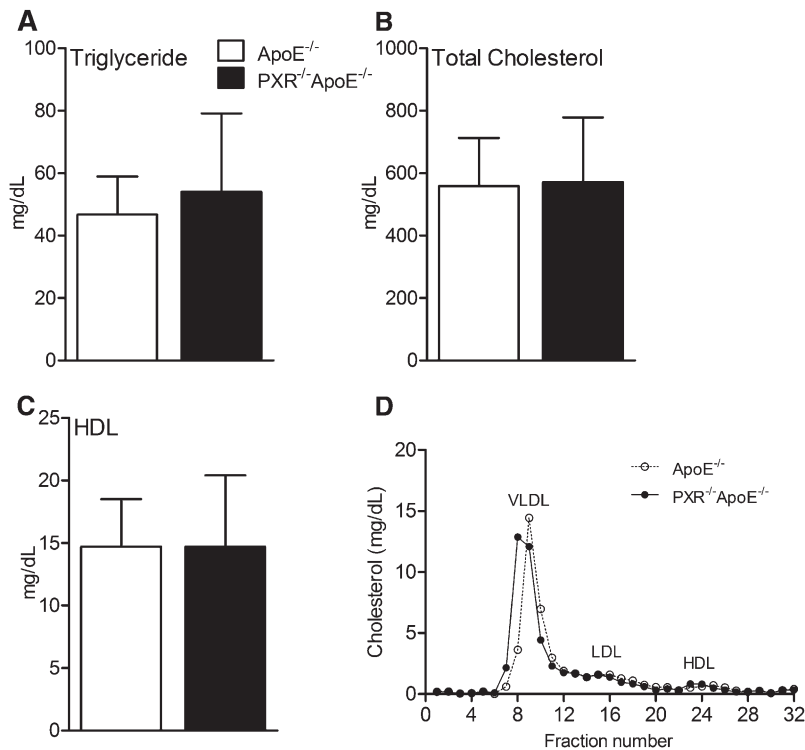 A
100
80
60
40
20
0
mg/dL
Triglyceride
ApoE-/-
PXR-/-ApoE-/-
B
1000
800
600
400
200
0
mg/dL
Total Cholesterol
C
25
20
15
10
5
0
mg/dL
HDL
D
20
15
10
5
0
Cholesterol (mg/dL)
ApoE-/-
PXR-/-ApoE-/-
VLDL
LDL
HDL
0 4 8 12 16 20 24 28 32
Fraction number